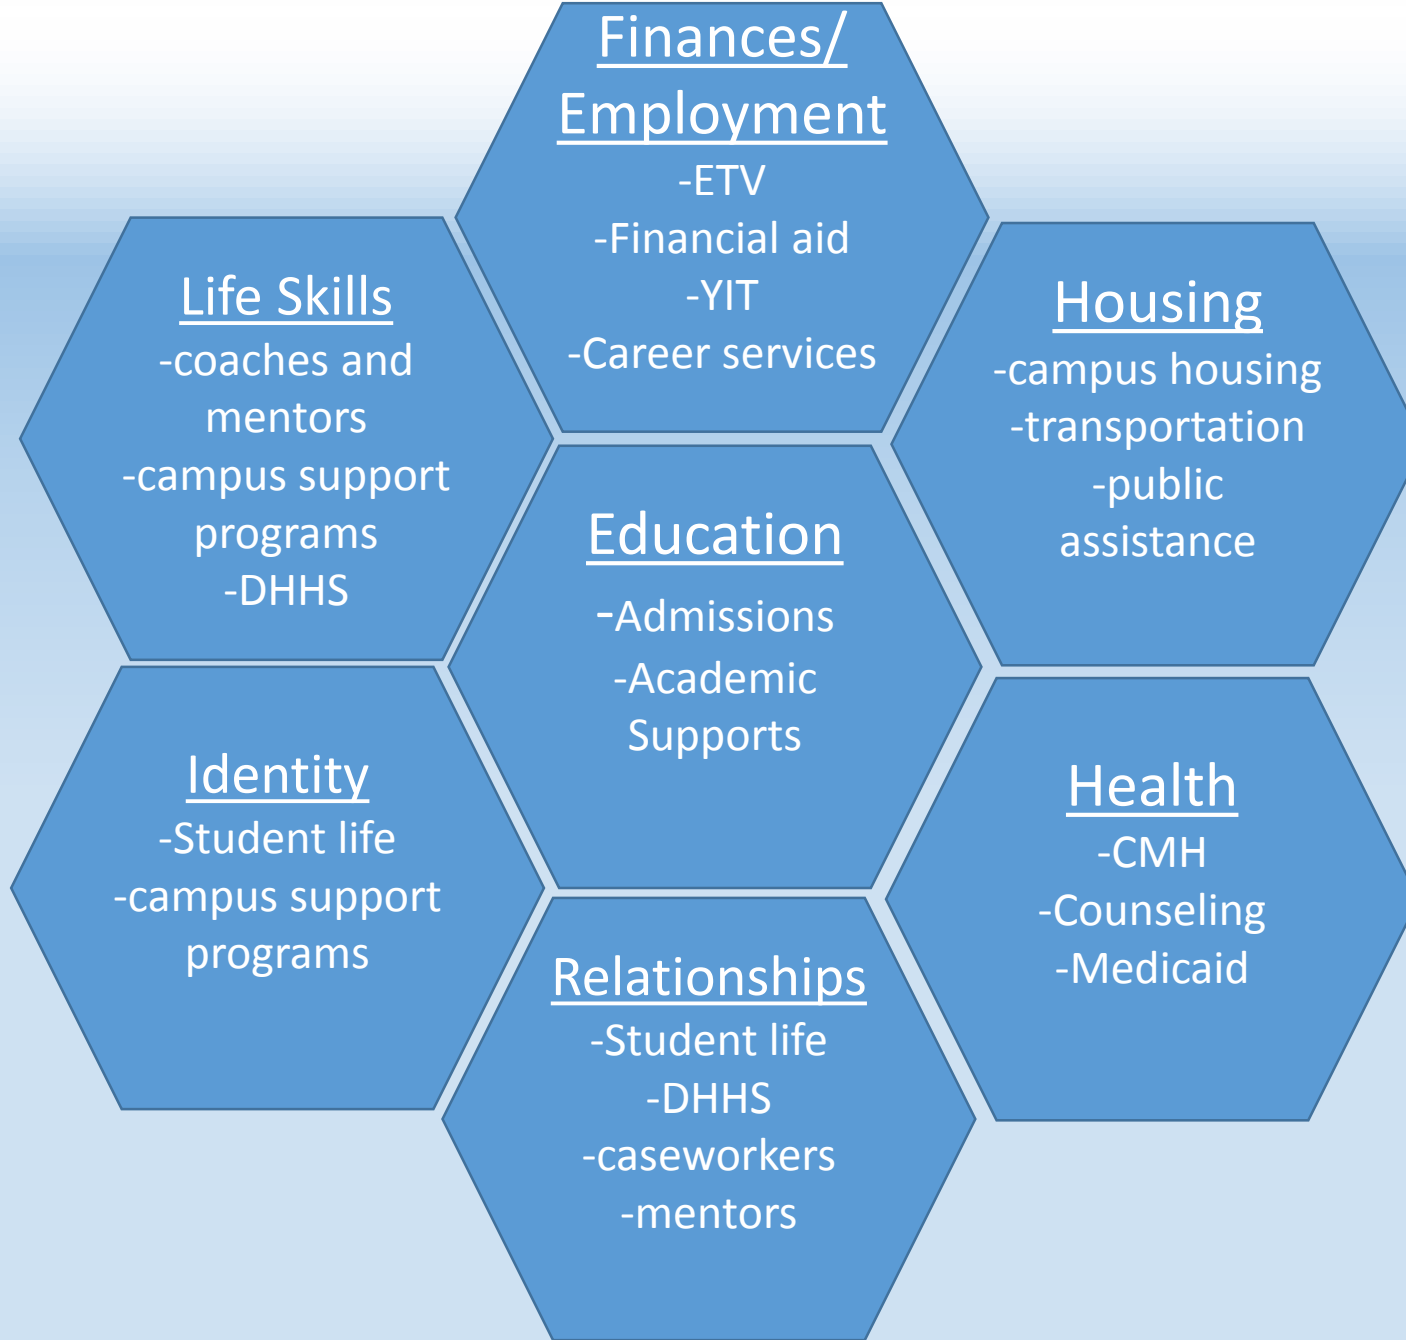 Finances/
Employment
-ETV
-Financial aid
-YIT
-Career services
Life Skills
-coaches and
mentors
-campus support
programs
-DHHS
Housing
-campus housing
-transportation
-public
assistance
Education
-Admissions
-Academic
Supports
Identity
-Student life
-campus support
programs
Health
-CMH
-Counseling
-Medicaid
Relationships
-Student life
-DHHS
-caseworkers
-mentors